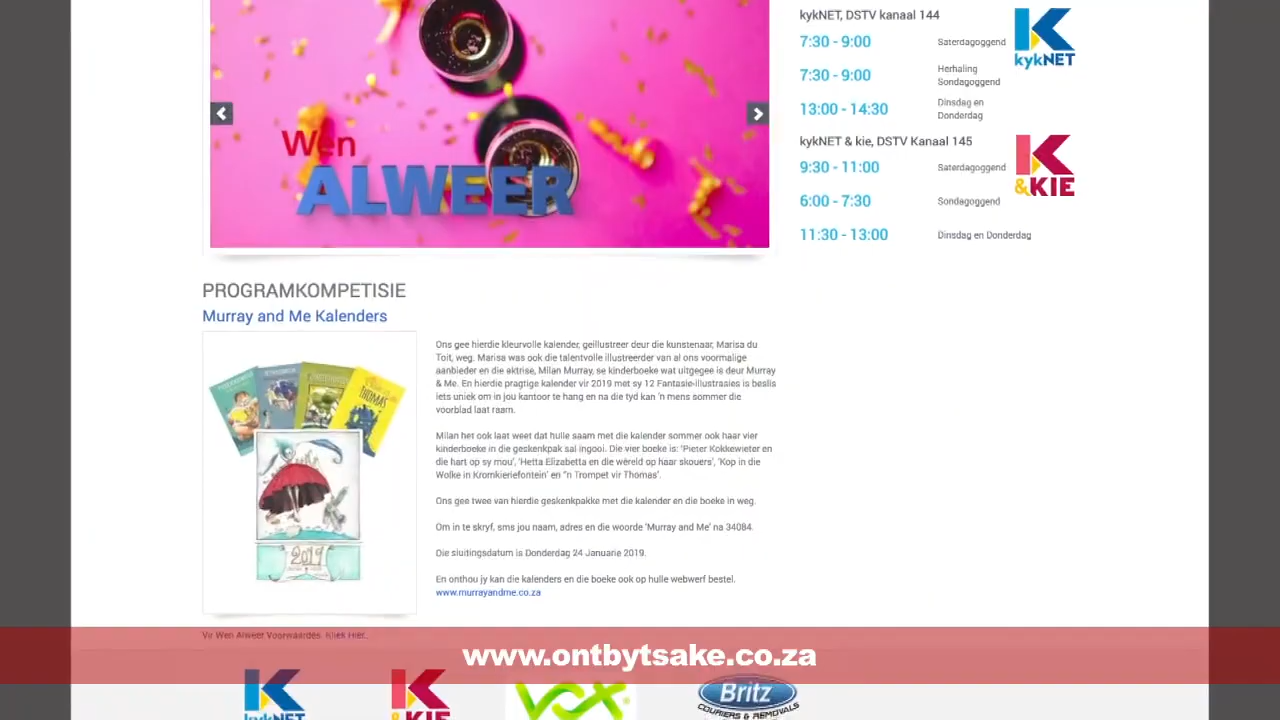 kykNET, DSTV kanaal 144
7:30 - 9:00 Saterdagoggend
kykNET
7:30 - 9:00 Herhaling
Sondagoggend
13:00 - 14:30 Dinsdag en
Donderdag
kykNET & kie, DSTV Kanaal 145
9:30 - 11:00 Saterdagoggend
K
&KIE
6:00 - 7:30 Sondagoggend
11:30 - 13:00 Dinsdag en Donderdag
Wen
ALWEER
PROGRAMKOMPETISIE
Murray and Me Kalenders
THOMAS
2019
Ons gee hierdie kleurvolle kalender, geillustreer deur die kunstenaar, Marisa du
Toit, weg. Marisa was ook die talentvolle illustreerder van al ons voormalige
aanbieder en die aktrise, Milan Murray, se kinderboeke wat uitgegee is deur Murray
& Me. En hierdie pragtige kalender vir 2019 met sy 12 Fantasie-illustraasies is beslis
iets uniek om in jou kantoor te hang en na die tyd kan 'n mens sommer die
voorblad laat raam.
Milan het ook laat weet dat hulle saam met die kalender sommer ook haar vier
kinderboeke in die geskenkpak sal ingooi. Die vier boeke is: 'Pieter Kokkewieter en
die hart op sy mou', 'Hetta Elizabetta en die wêreld op haar skouers', 'Kop in die
Wolke in Kromkieriefontein' en "n Trompet vir Thomas'.
Ons gee twee van hierdie geskenkpakke met die kalender en die boeke in weg.
Om in te skryf, sms jou naam, adres en die woorde 'Murray and Me' na 34084.
Die sluitingsdatum is Donderdag 24 Januarie 2019.
En onthou jy kan die kalenders en die boeke ook op hulle webwerf bestel.
www.murrayandme.co.za
Vir Wen Alweer Voorwaardes. Kliek Hier..
www.ontbytsake.co.za
kykNET
&KIE
vox
Britz
COURIERS & REMOVALS